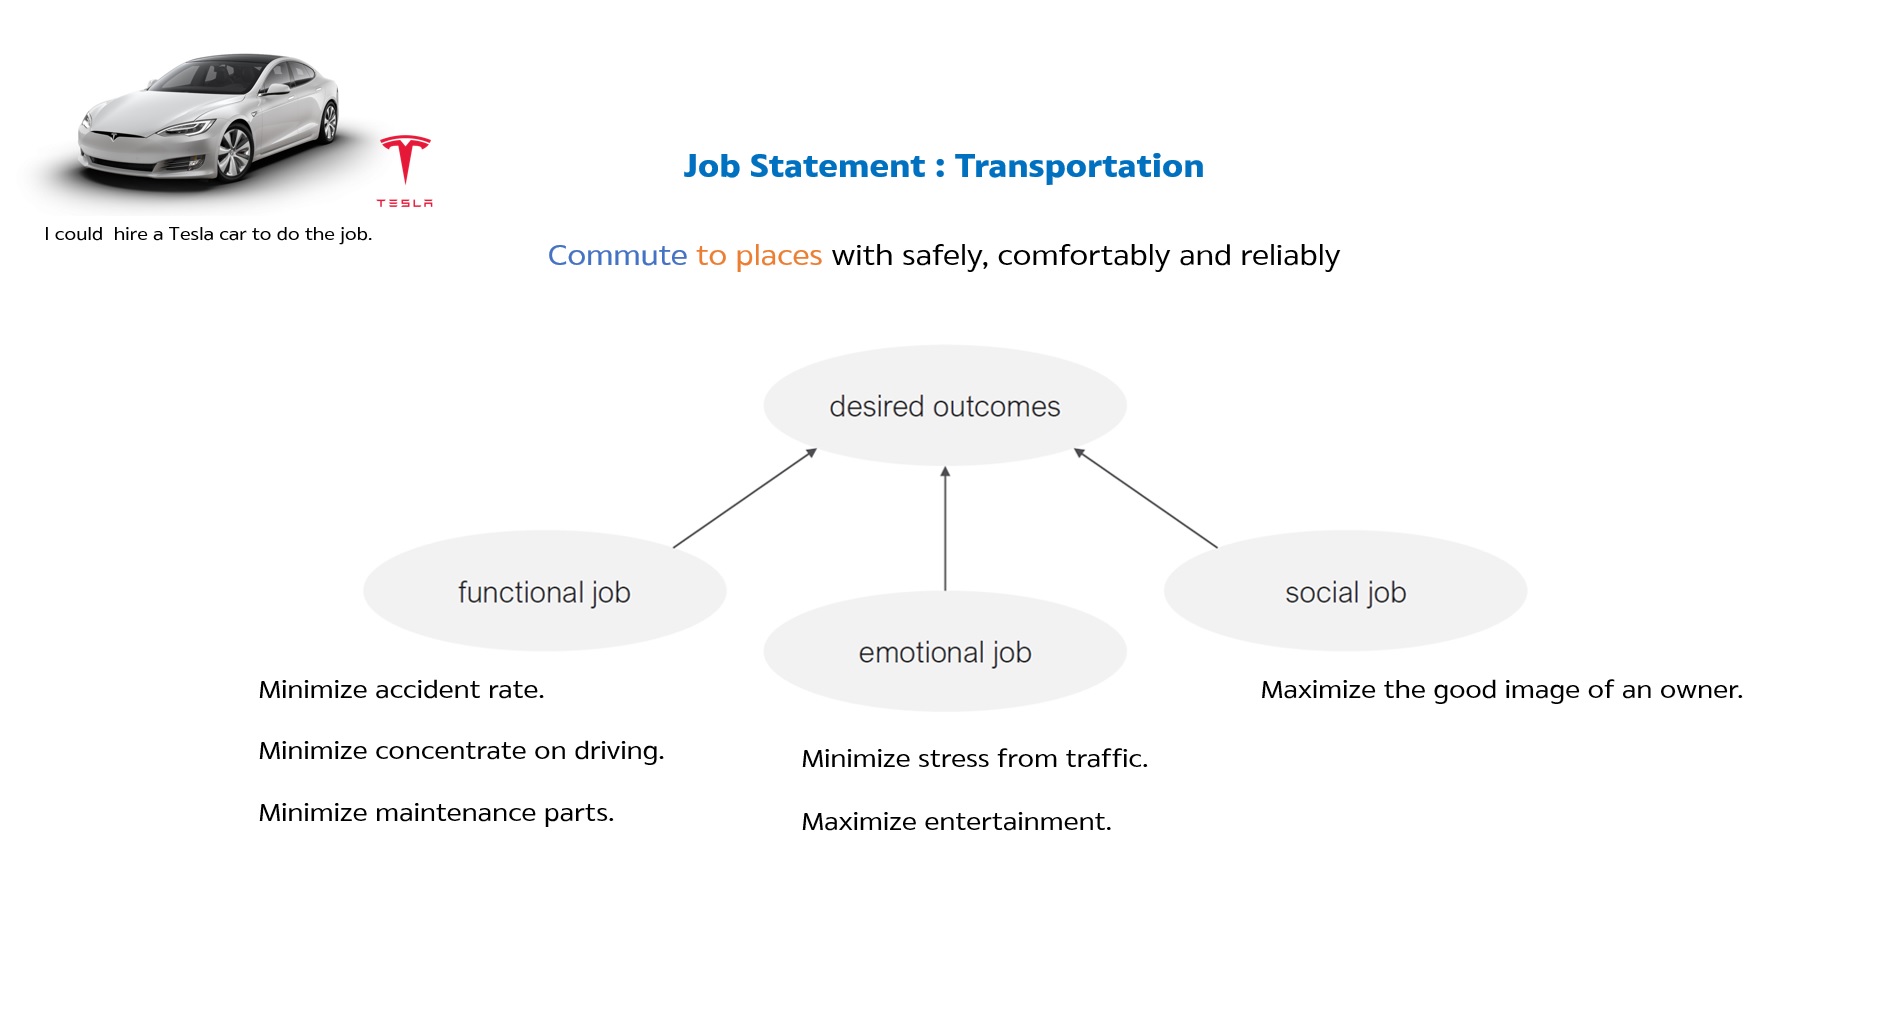 TESLA
I could  hire a Tesla car to do the job.
Job Statement : Transportation
Commute to places with safely, comfortably and reliably
desired outcomes
functional job
emotional job
social job
Minimize accident rate.
Minimize concentrate on driving.
Minimize maintenance parts.
Minimize stress from traffic.
Maximize entertainment.
Maximize the good image of an owner.